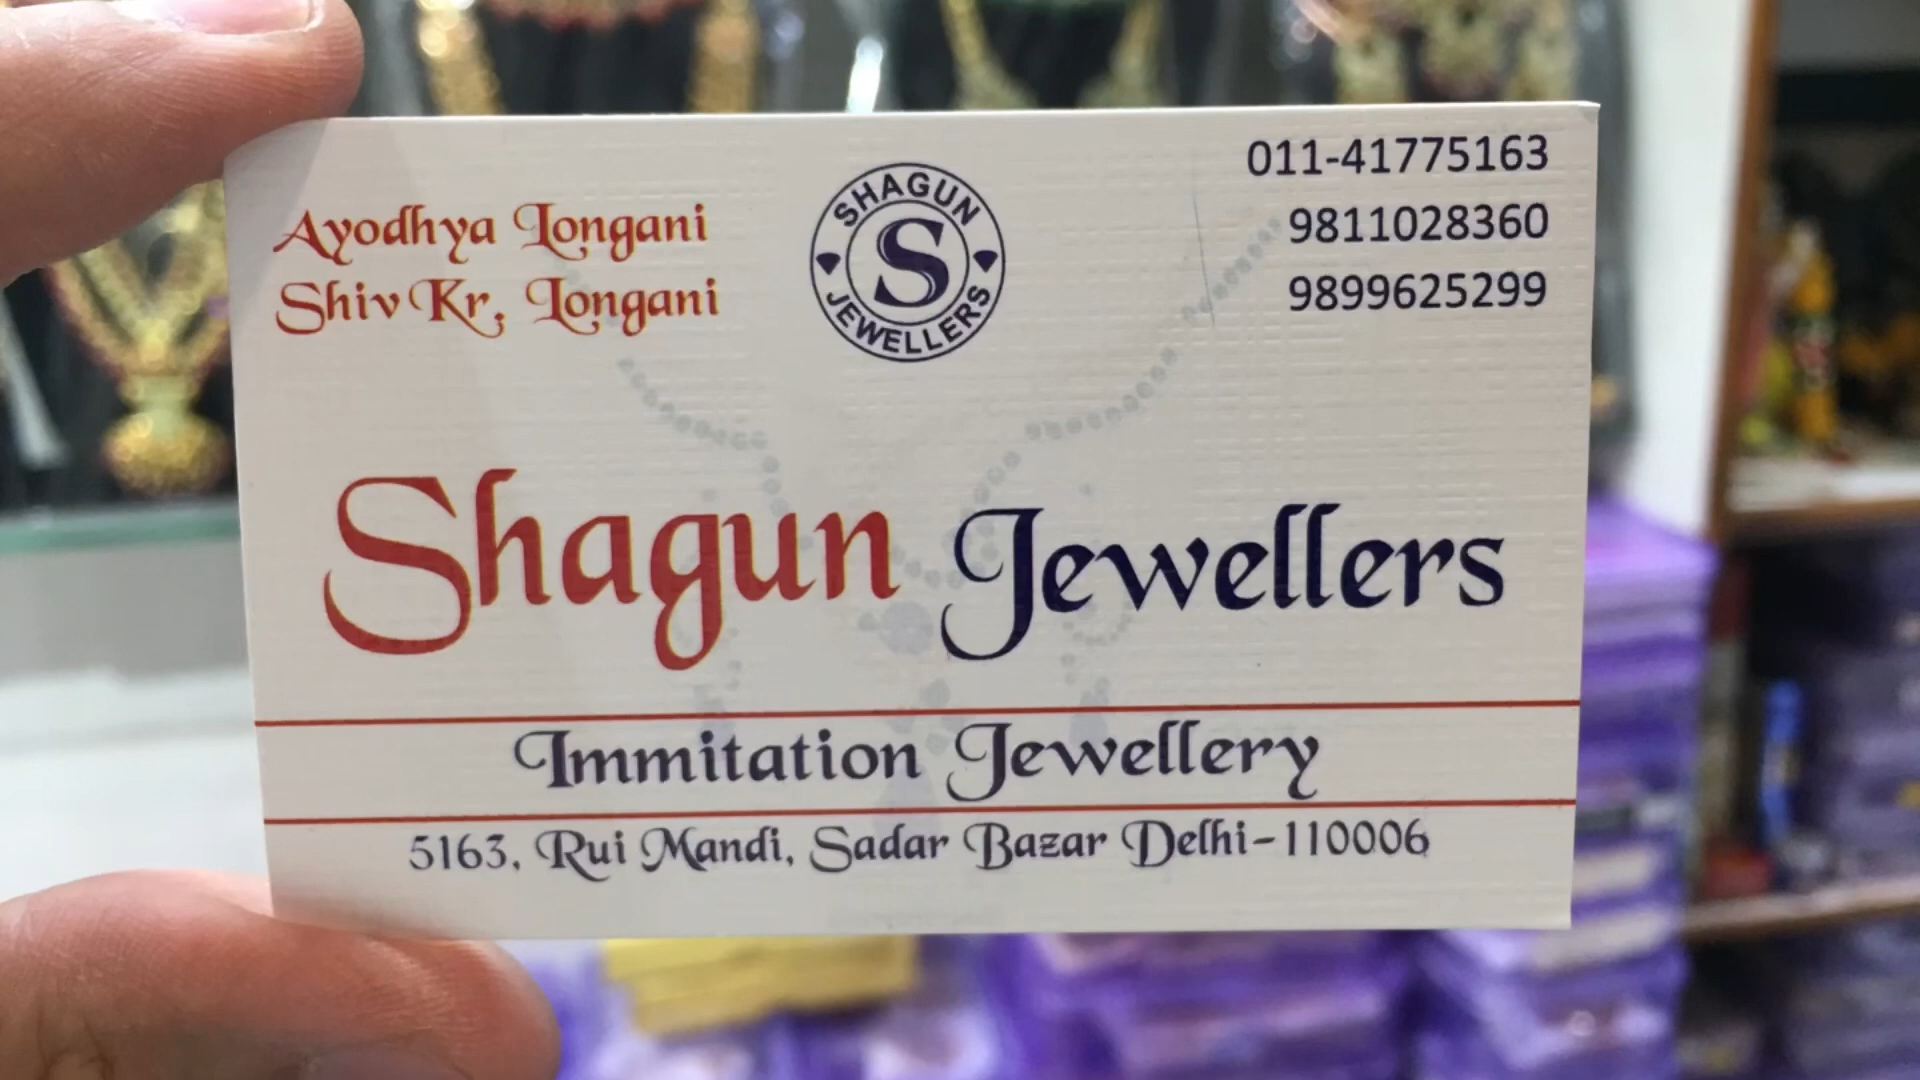 Ayodhya Longani
Shiv Kr. Longani
SHAGUN
S
JEWELLERS
011-41775163
9811028360
9899625299
Shagun Jewellers
Immitation Jewellery
5163, Rui Mandi, Sadar Bazar Delhi-110006